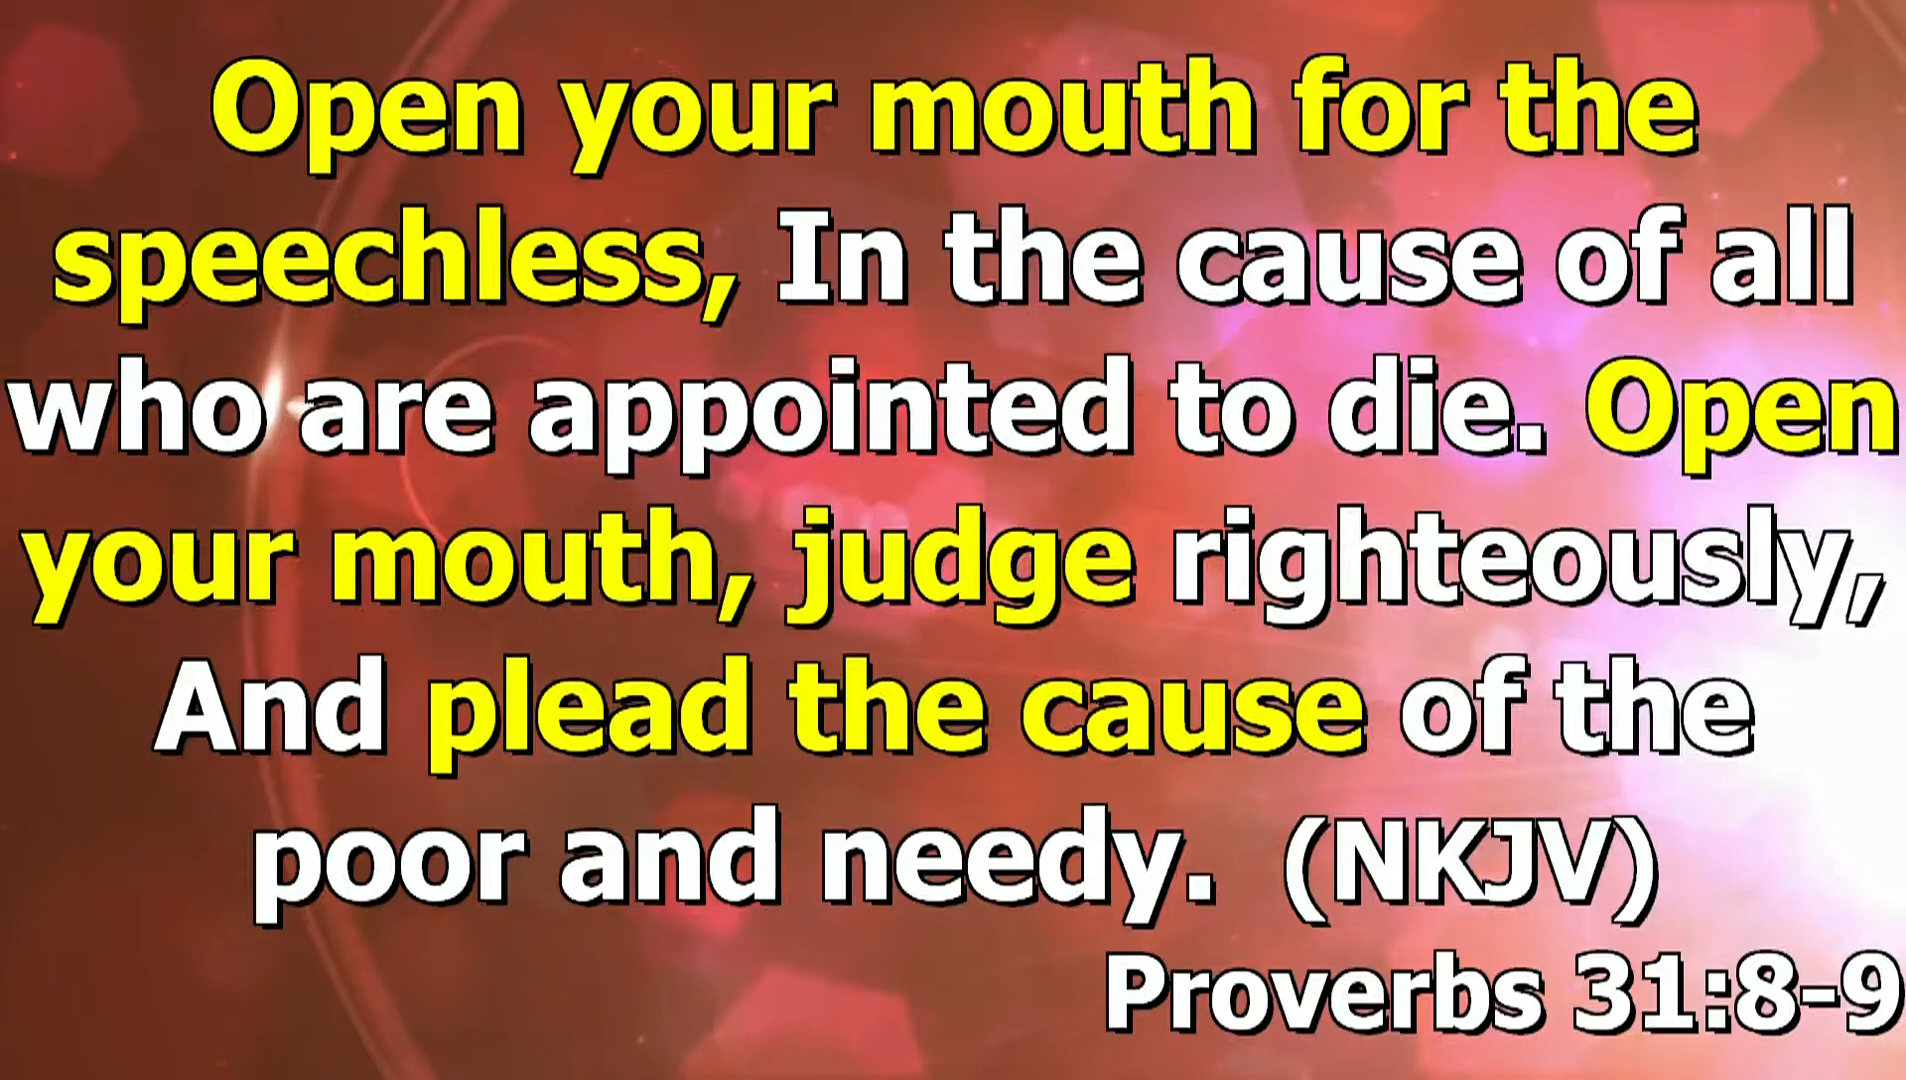 Open your mouth for the
speechless, In the cause of all
who are appointed to die. Open
your mouth, judge righteously,
And plead the cause of the
poor and needy. (NKJV)
Proverbs 31:8-9